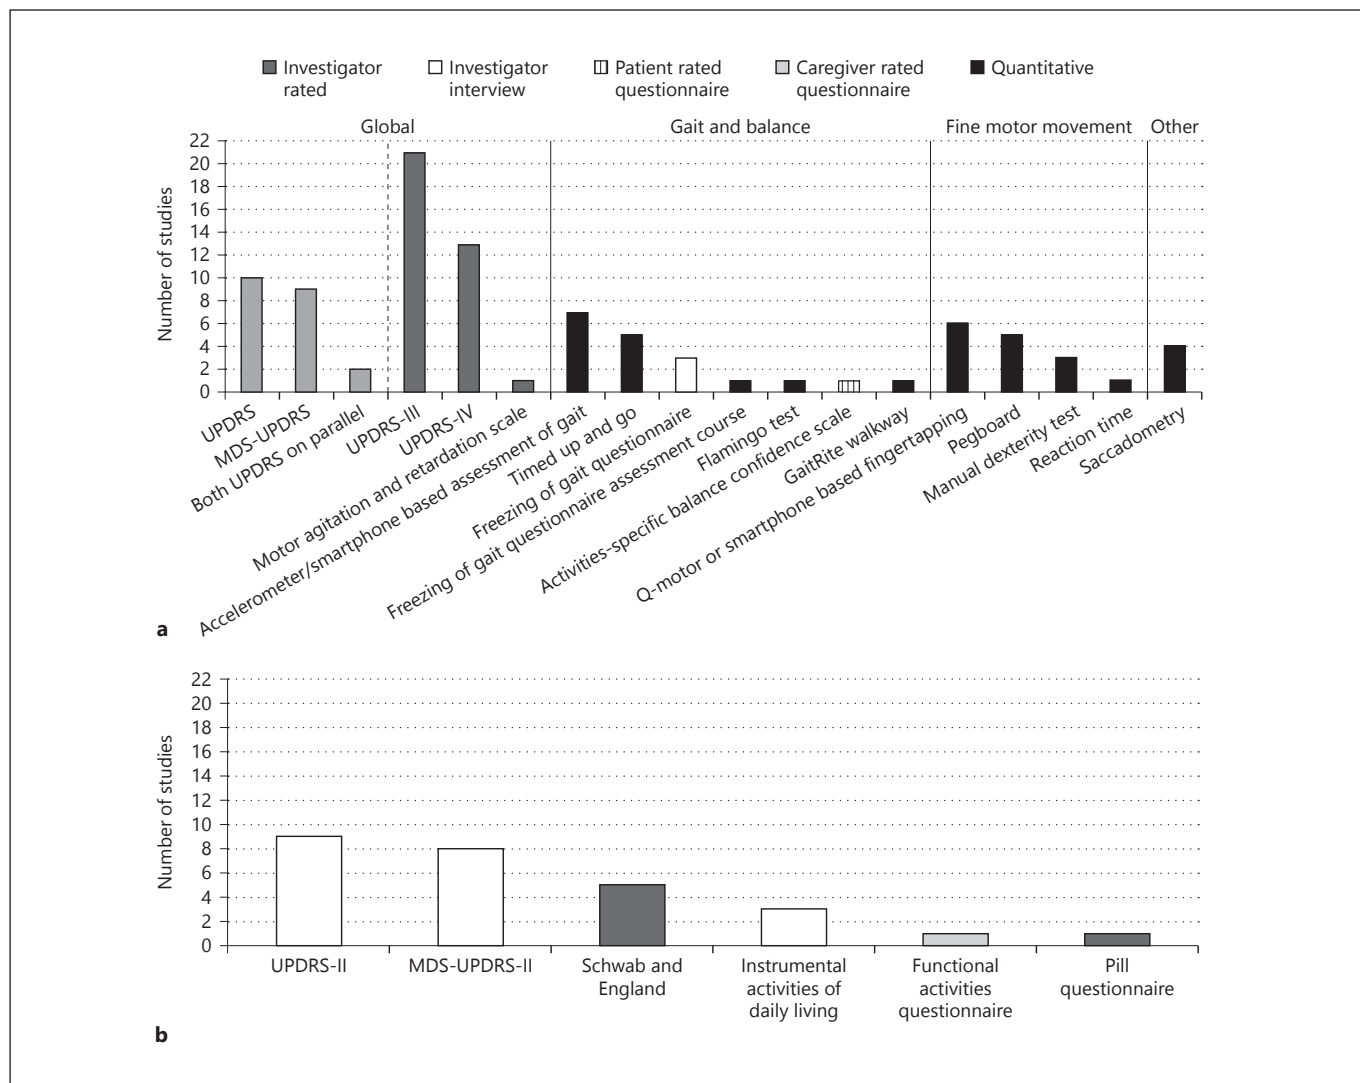 Investigator
rated
Investigator
interview
Patient rated
questionnaire
Caregiver rated
questionnaire
Quantitative
Global
Gait and balance
Fine motor movement
Other
Number of studies
22
20
18
16
14
12
10
8
6
4
2
0
UPDRS
MDS-UPDRS
Both UPDRS on parallel
UPDRS-III
UPDRS-IV
Motor agitation and retardation scale
Accelerometer/smartphone based assessment of gait
Timed up and go
Freezing of gait questionnaire
Freezing of gait questionnaire assessment course
Flamingo test
Activities-specific balance confidence scale
GaitRite walkway
Q-motor or smartphone based fingertapping
Pegboard
Manual dexterity test
Reaction time
Saccadometry
a
Number of studies
22
20
18
16
14
12
10
8
6
4
2
0
UPDRS-II
MDS-UPDRS-II
Schwab and
England
Instrumental
activities of
daily living
Functional
activities
questionnaire
Pill
questionnaire
b